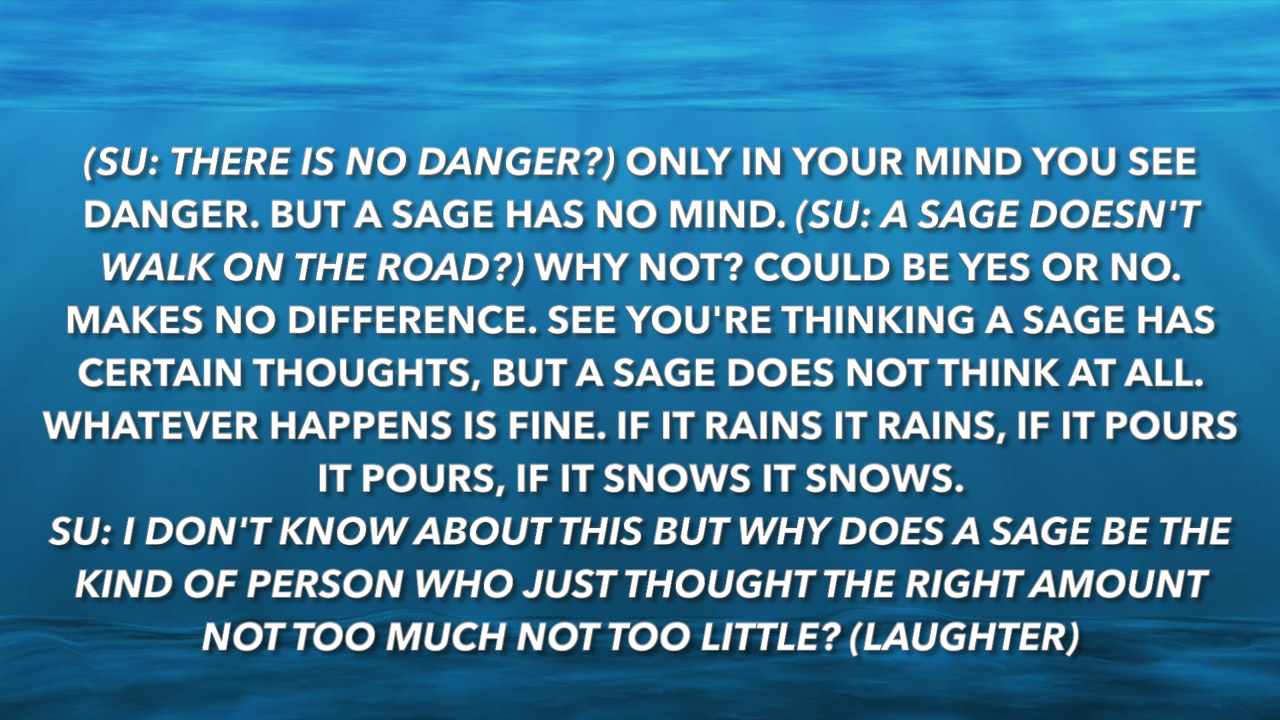 (SU: THERE IS NO DANGER?) ONLY IN YOUR MIND YOU SEE
DANGER. BUT A SAGE HAS NO MIND. (SU: A SAGE DOESN'T
WALK ON THE ROAD?) WHY NOT? COULD BE YES OR NO.
MAKES NO DIFFERENCE. SEE YOU'RE THINKING A SAGE HAS
CERTAIN THOUGHTS, BUT A SAGE DOES NOT THINK AT ALL.
WHATEVER HAPPENS IS FINE. IF IT RAINS IT RAINS, IF IT POURS
IT POURS, IF IT SNOWS IT SNOWS.
SU: I DON'T KNOW ABOUT THIS BUT WHY DOES A SAGE BE THE
KIND OF PERSON WHO JUST THOUGHT THE RIGHT AMOUNT
NOT TOO MUCH NOT TOO LITTLE? (LAUGHTER)